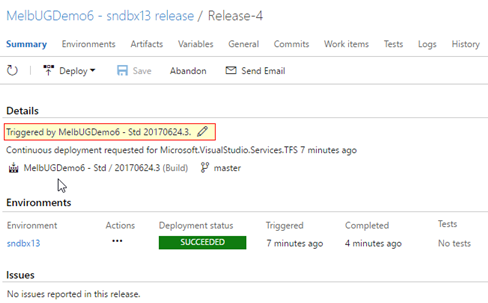 MelbUGDemo6 - sndbx13 release / Release-4
Summary Environments Artifacts Variables General Commits Work items Tests Logs History
Deploy Save Abandon Send Email
Details
Triggered by MelbUGDemo6 - Std 20170624.3.
Continuous deployment requested for Microsoft.VisualStudio.Services.TFS 7 minutes ago
MelbUGDemo6 - Std / 20170624.3 (Build) master
Environments
Environment Actions Deployment status Triggered Completed Tests
sndbx13 ••• SUCCEEDED 7 minutes ago 4 minutes ago No tests
Issues
No issues reported in this release.